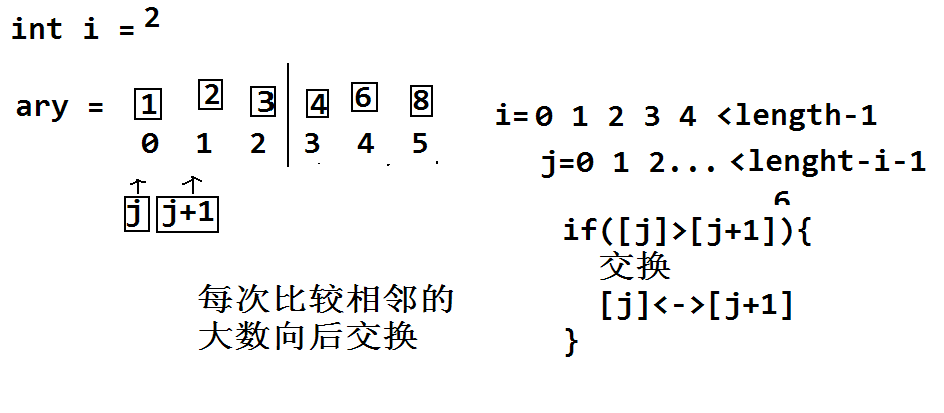 int i = 2
ary = 1 2 3 4 6 8
0 1 2 3 4 5
j j+1
每次比较相邻的
大数向后交换
i=0 1 2 3 4 <length-1
j=0 1 2... <lenght-i-1
if([j]>[j+1]){
交换
[j]<->[j+1]
}